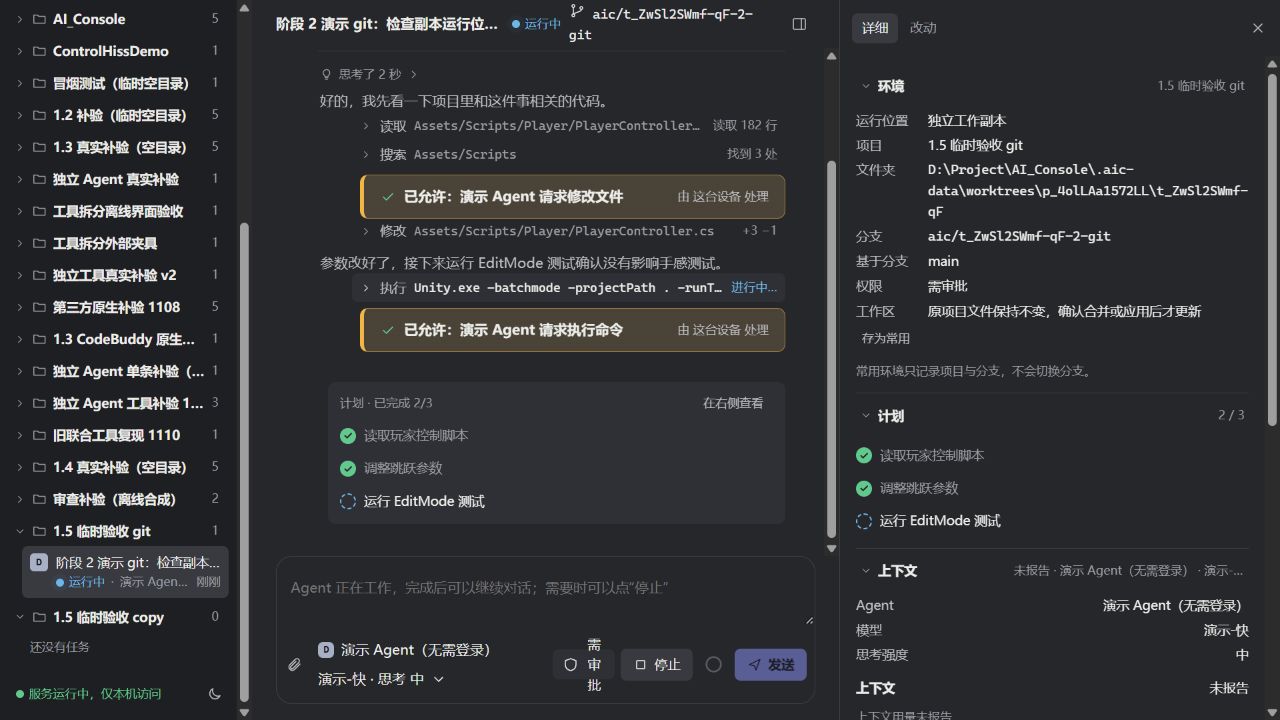 AI_Console 5
ControlHissDemo 1
冒烟测试（临时空目录） 1
1.2 补验（临时空目录） 5
1.3 真实补验（空目录） 5
独立 Agent 真实补验 1
工具拆分离线界面验收 1
工具拆分外部夹具 1
独立工具真实补验 v2 1
第三方原生补验 1108 5
1.3 CodeBuddy 原生... 1
独立 Agent 单条补验（... 1
独立 Agent 工具补验 1... 3
旧联合工具复现 1110 1
1.4 真实补验（空目录） 5
审查补验（离线合成） 2
1.5 临时验收 git 1
D 阶段 2 演示 git：检查副本...
运行中 · 演示 Agen... 刚刚
1.5 临时验收 copy 0
还没有任务
服务运行中，仅本机访问
阶段 2 演示 git：检查副本运行位... 运行中 aic/t_ZwSl2SWmf-qF-2-
git
思考了 2 秒
好的，我先看一下项目里和这件事相关的代码。
读取 Assets/Scripts/Player/PlayerController… 读取 182 行
搜索 Assets/Scripts 找到 3 处
已允许：演示 Agent 请求修改文件 由 这台设备 处理
修改 Assets/Scripts/Player/PlayerController.cs +3 −1
参数改好了，接下来运行 EditMode 测试确认没有影响手感测试。
执行 Unity.exe -batchmode -projectPath . -runT… 进行中...
已允许：演示 Agent 请求执行命令 由 这台设备 处理
计划 · 已完成 2/3 在右侧查看
读取玩家控制脚本
调整跳跃参数
运行 EditMode 测试
Agent 正在工作，完成后可以继续对话；需要时可以点“停止”
D 演示 Agent（无需登录）
演示-快 · 思考 中
需
审
批
停止
发送
详细 改动
环境 1.5 临时验收 git
运行位置 独立工作副本
项目 1.5 临时验收 git
文件夹 D:\Project\AI_Console\.aic-
data\worktrees\p_4olLAa1572LL\t_ZwSl2SWmf-
qF
分支 aic/t_ZwSl2SWmf-qF-2-git
基于分支 main
权限 需审批
工作区 原项目文件保持不变，确认合并或应用后才更新
存为常用
常用环境只记录项目与分支，不会切换分支。
计划 2 / 3
读取玩家控制脚本
调整跳跃参数
运行 EditMode 测试
上下文 未报告 · 演示 Agent（无需登录） · 演示-...
Agent 演示 Agent（无需登录）
模型 演示-快
思考强度 中
上下文 未报告
上下文用量未报告